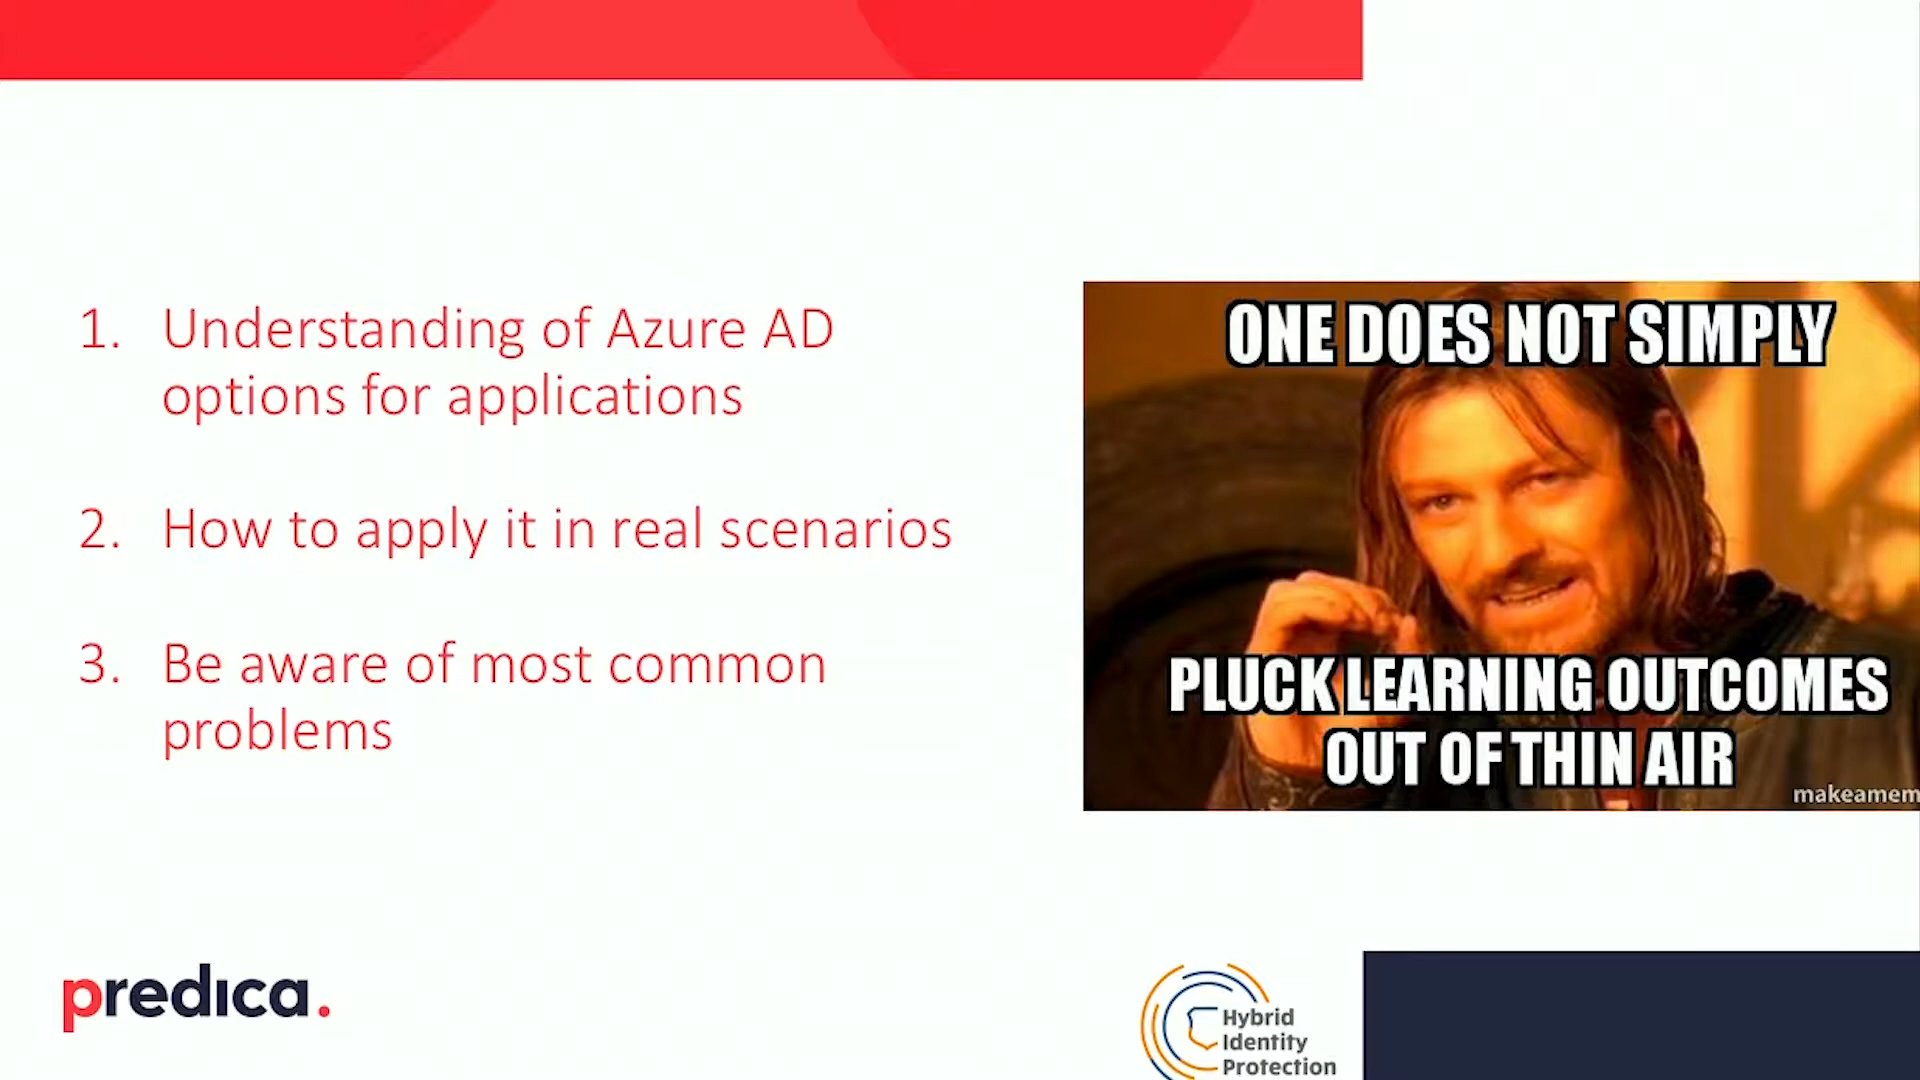 1. Understanding of Azure AD
options for applications
2. How to apply it in real scenarios
3. Be aware of most common
problems
ONE DOES NOT SIMPLY
PLUCK LEARNING OUTCOMES
OUT OF THIN AIR
makeamem
predica.
Hybrid
Identity
Protection